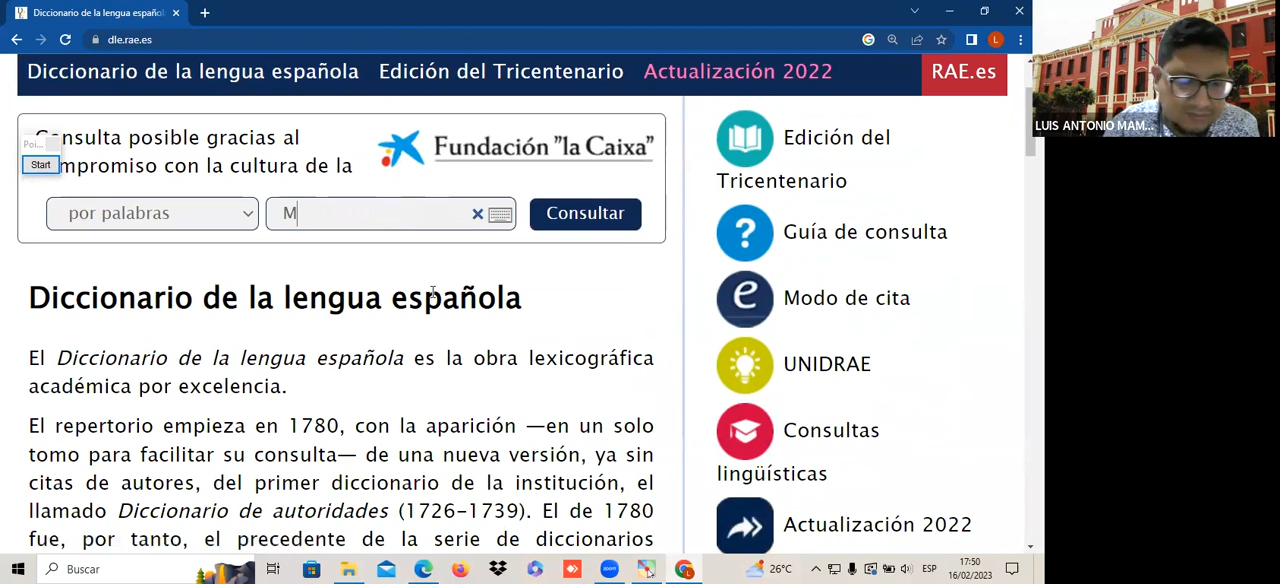 Diccionario de la lengua español
dle.rae.es
L
Diccionario de la lengua española Edición del Tricentenario Actualización 2022 RAE.es
Consulta posible gracias al
mpromiso con la cultura de la
Poi...
Start
Fundación "la Caixa"
por palabras
M
Consultar
Diccionario de la lengua española
El Diccionario de la lengua española es la obra lexicográfica
académica por excelencia.
El repertorio empieza en 1780, con la aparición —en un solo
tomo para facilitar su consulta— de una nueva versión, ya sin
citas de autores, del primer diccionario de la institución, el
llamado Diccionario de autoridades (1726-1739). El de 1780
fue, por tanto, el precedente de la serie de diccionarios
Edición del
Tricentenario
? Guía de consulta
e Modo de cita
UNIDRAE
Consultas
lingüísticas
Actualización 2022
LUIS ANTONIO MAM...
Buscar
zoom
L
26°C
ESP
17:50
16/02/2023